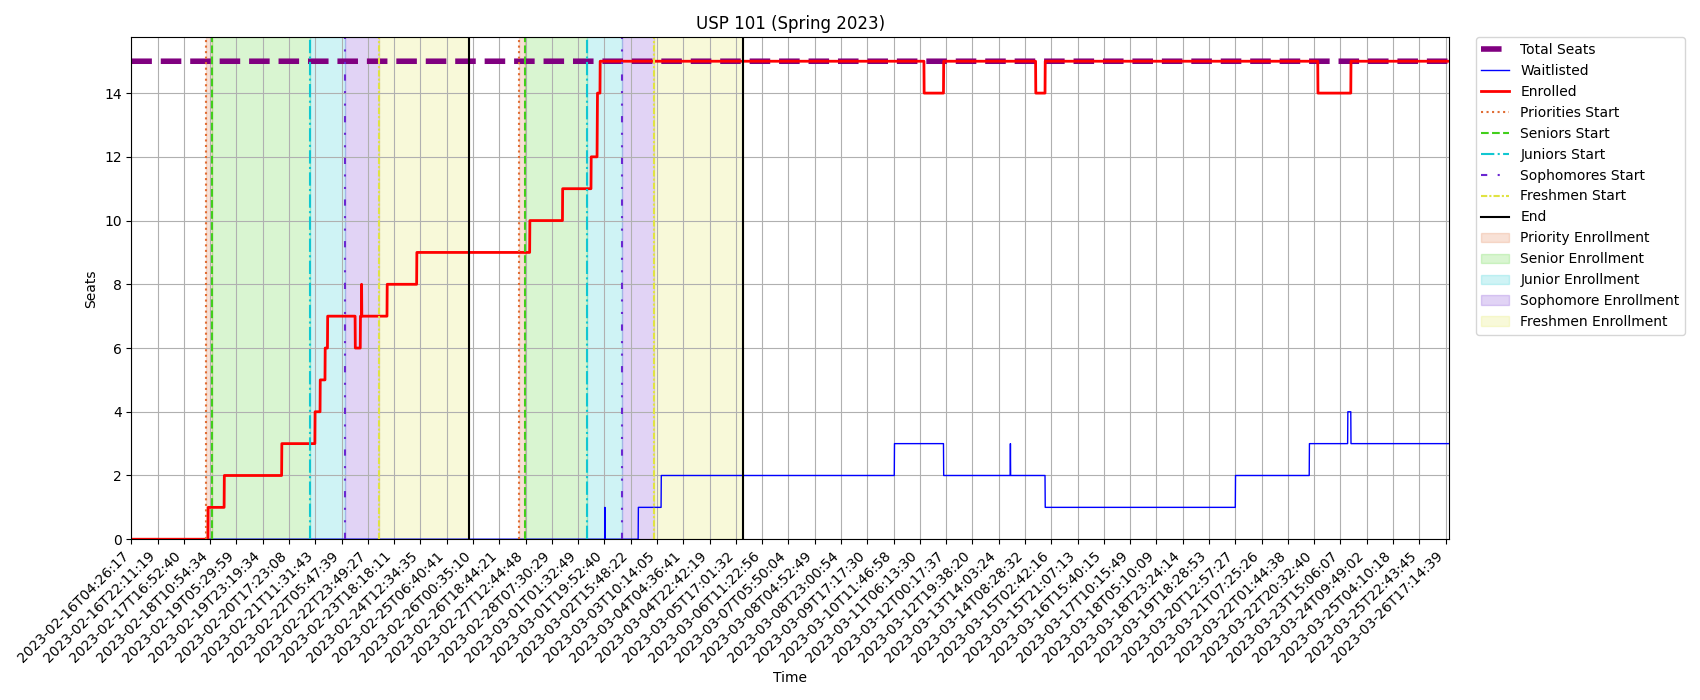 USP 101 (Spring 2023)
Seats
14
12
10
8
6
4
2
0
2023-02-16T04:26:17
2023-02-16T22:11:19
2023-02-17T16:52:40
2023-02-18T10:54:34
2023-02-19T05:29:59
2023-02-19T23:19:34
2023-02-20T17:23:08
2023-02-21T11:31:43
2023-02-22T05:47:39
2023-02-22T23:49:27
2023-02-23T18:18:11
2023-02-24T12:34:35
2023-02-25T06:40:41
2023-02-26T00:35:10
2023-02-26T18:44:21
2023-02-27T12:44:48
2023-02-28T07:30:29
2023-03-01T01:32:49
2023-03-01T19:52:40
2023-03-02T15:48:22
2023-03-03T10:14:05
2023-03-04T04:36:41
2023-03-04T22:42:19
2023-03-05T17:01:32
2023-03-06T11:22:56
2023-03-07T05:50:04
2023-03-08T04:52:49
2023-03-08T23:00:54
2023-03-09T17:17:30
2023-03-10T11:46:58
2023-03-11T06:13:30
2023-03-12T00:17:37
2023-03-12T19:38:20
2023-03-13T14:03:24
2023-03-14T08:28:32
2023-03-15T02:42:16
2023-03-15T21:07:13
2023-03-16T15:40:15
2023-03-17T10:15:49
2023-03-18T05:10:09
2023-03-18T23:24:14
2023-03-19T18:28:53
2023-03-20T12:57:27
2023-03-21T07:25:26
2023-03-22T01:44:38
2023-03-22T20:32:40
2023-03-23T15:06:07
2023-03-24T09:49:02
2023-03-25T04:10:18
2023-03-25T22:43:45
2023-03-26T17:14:39
Time
Total Seats
Waitlisted
Enrolled
Priorities Start
Seniors Start
Juniors Start
Sophomores Start
Freshmen Start
End
Priority Enrollment
Senior Enrollment
Junior Enrollment
Sophomore Enrollment
Freshmen Enrollment